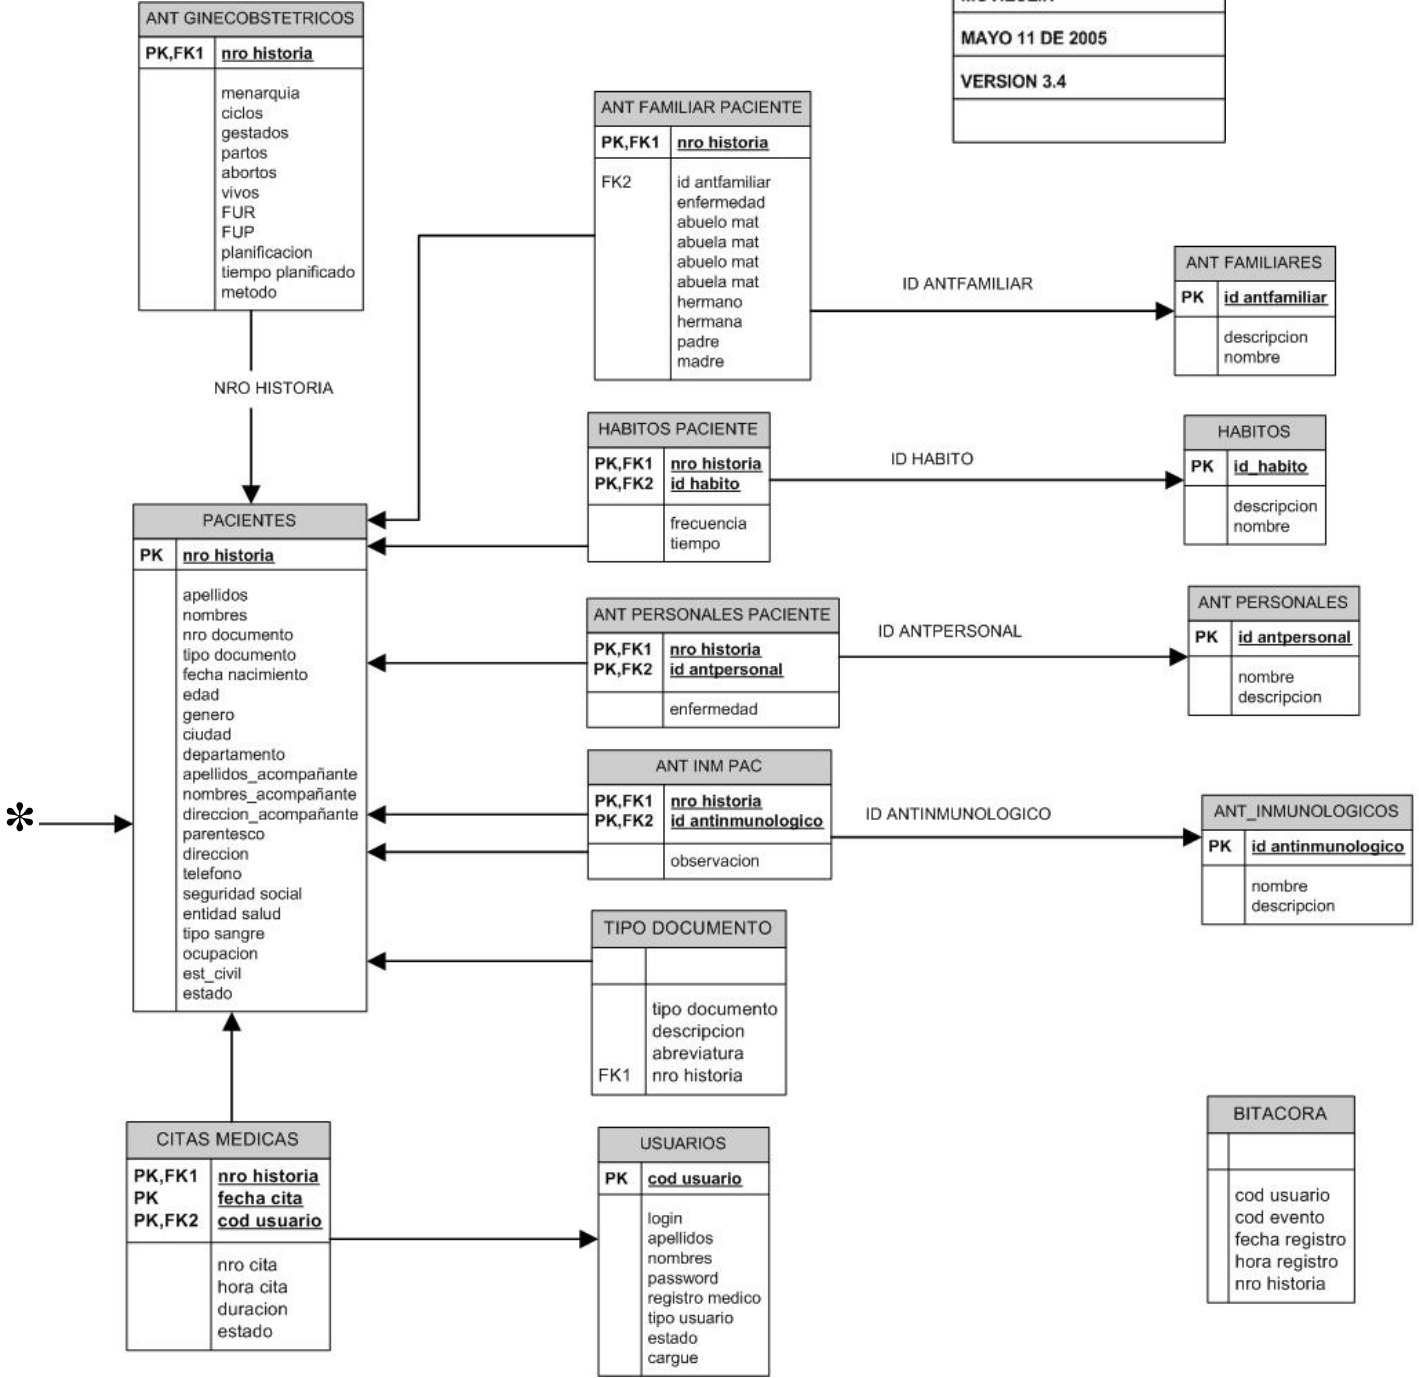 ANT GINECOBSTETRICOS
PK,FK1 nro historia
menarquia
ciclos
gestados
partos
abortos
vivos
FUR
FUP
planificacion
tiempo planificado
metodo
NRO HISTORIA
MAYO 11 DE 2005
VERSION 3.4
ANT FAMILIAR PACIENTE
PK,FK1 nro historia
FK2 id antfamiliar
enfermedad
abuelo mat
abuela mat
abuelo mat
abuela mat
hermano
hermana
padre
madre
ID ANTFAMILIAR
ANT FAMILIARES
PK id antfamiliar
descripcion
nombre
HABITOS PACIENTE
PK,FK1 nro historia
PK,FK2 id habito
frecuencia
tiempo
ID HABITO
HABITOS
PK id_habito
descripcion
nombre
PACIENTES
PK nro historia
apellidos
nombres
nro documento
tipo documento
fecha nacimiento
edad
genero
ciudad
departamento
apellidos_acompañante
nombres_acompañante
direccion_acompañante
parentesco
direccion
telefono
seguridad social
entidad salud
tipo sangre
ocupacion
est_civil
estado
*
ANT PERSONALES PACIENTE
PK,FK1 nro historia
PK,FK2 id antpersonal
enfermedad
ID ANTPERSONAL
ANT PERSONALES
PK id antpersonal
nombre
descripcion
ANT INM PAC
PK,FK1 nro historia
PK,FK2 id antinmunologico
observacion
ID ANTINMUNOLOGICO
ANT_INMUNOLOGICOS
PK id antinmunologico
nombre
descripcion
TIPO DOCUMENTO
tipo documento
descripcion
abreviatura
FK1 nro historia
CITAS MEDICAS
PK,FK1 nro historia
PK fecha cita
PK,FK2 cod usuario
nro cita
hora cita
duracion
estado
USUARIOS
PK cod usuario
login
apellidos
nombres
password
registro medico
tipo usuario
estado
cargue
BITACORA
cod usuario
cod evento
fecha registro
hora registro
nro historia